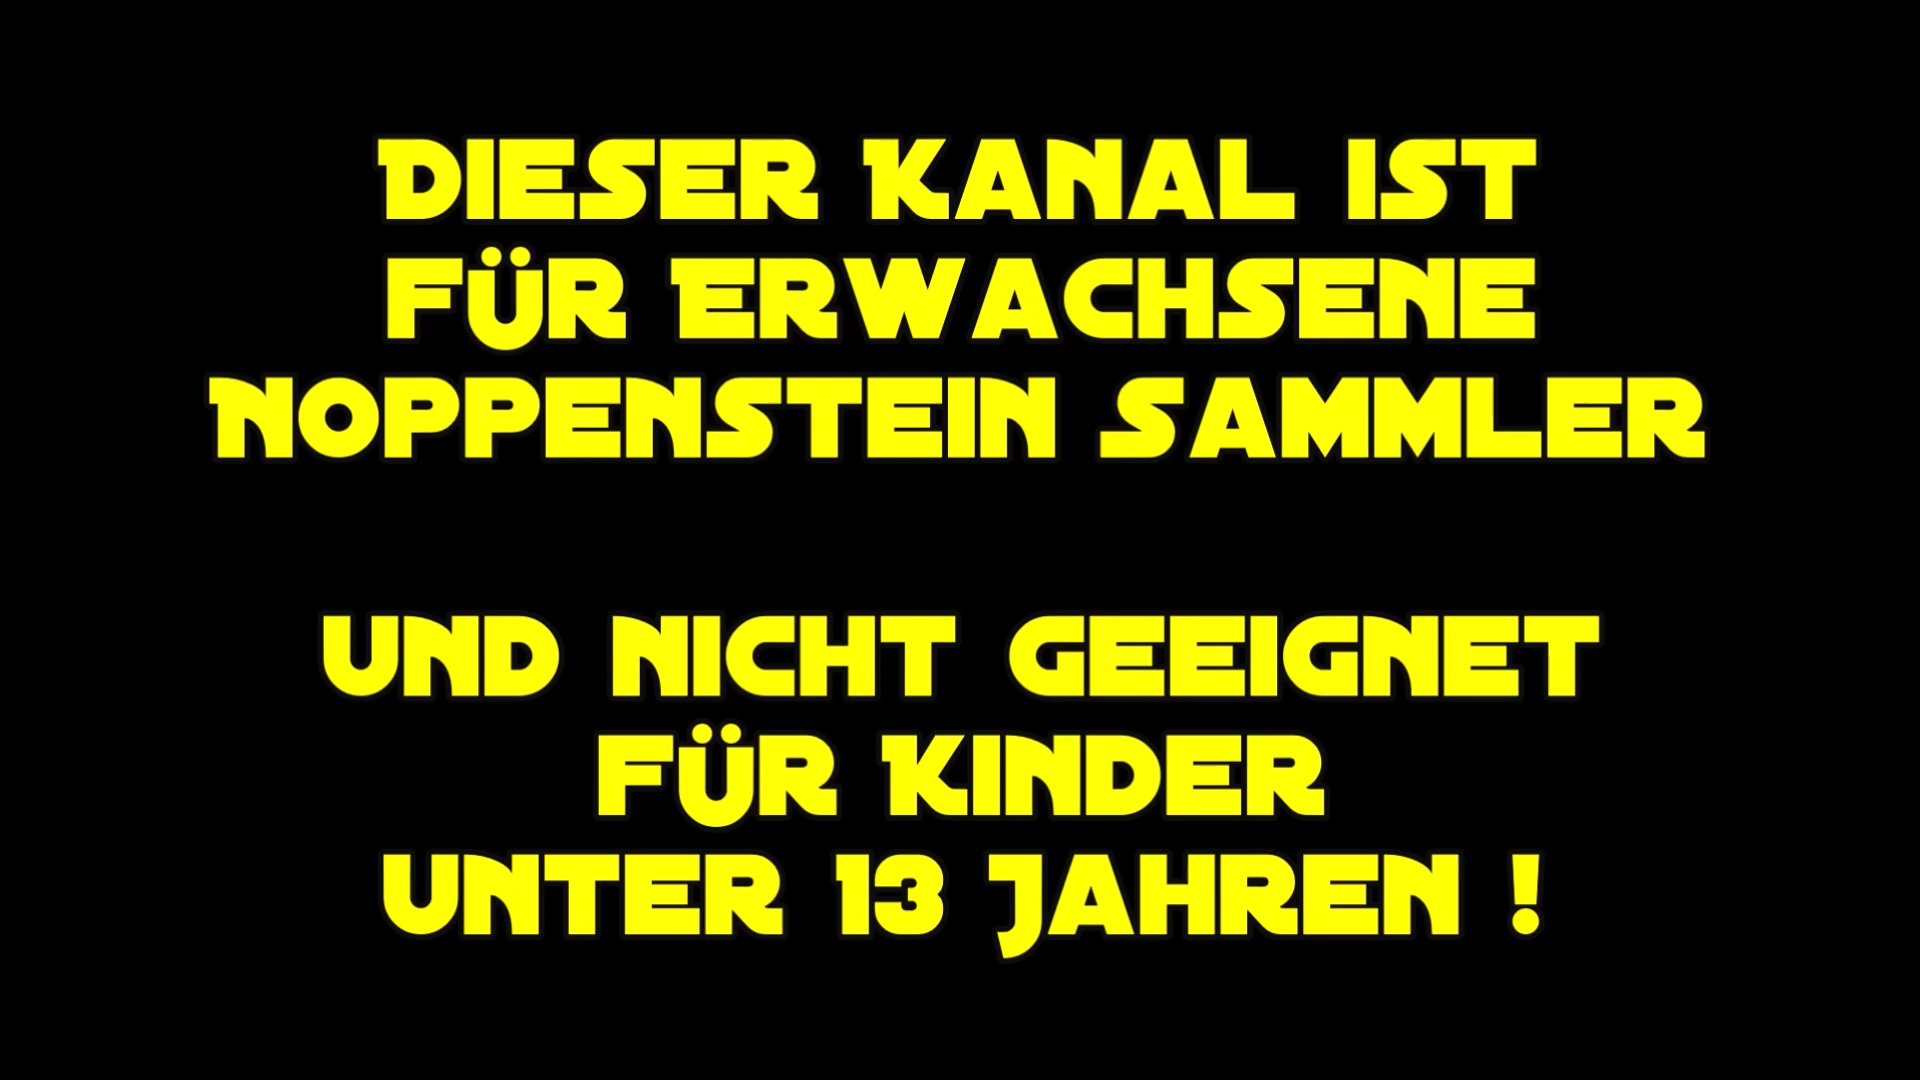 Dieser Kanal ist
für Erwachsene
Noppenstein Sammler
und nicht geeignet
für Kinder
unter 13 Jahren !